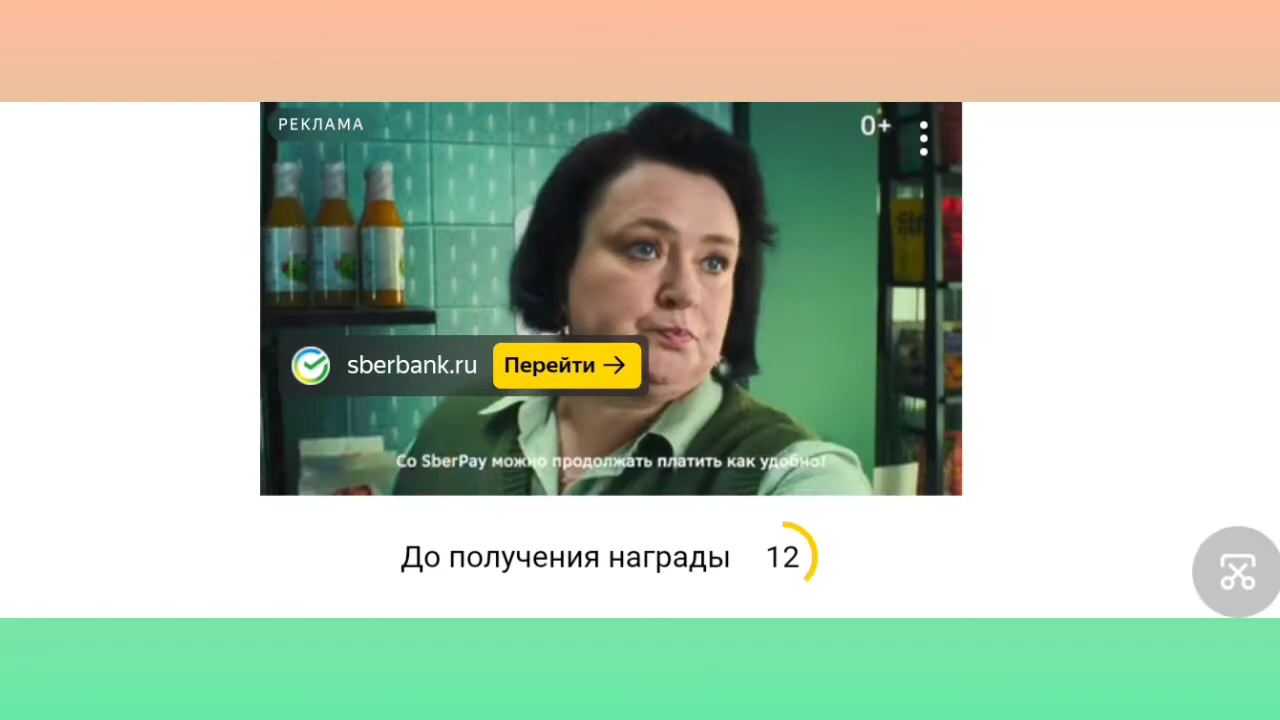 РЕКЛАМА
0+
sberbank.ru
Перейти →
Со SberPay можно продолжать платить как удобно!
До получения награды 12